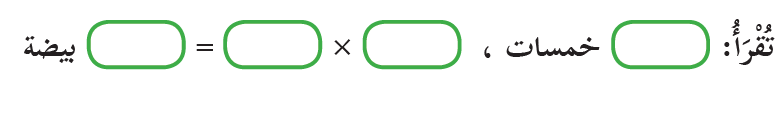 تُقْرَأُ: خمسات ، × = بيضة